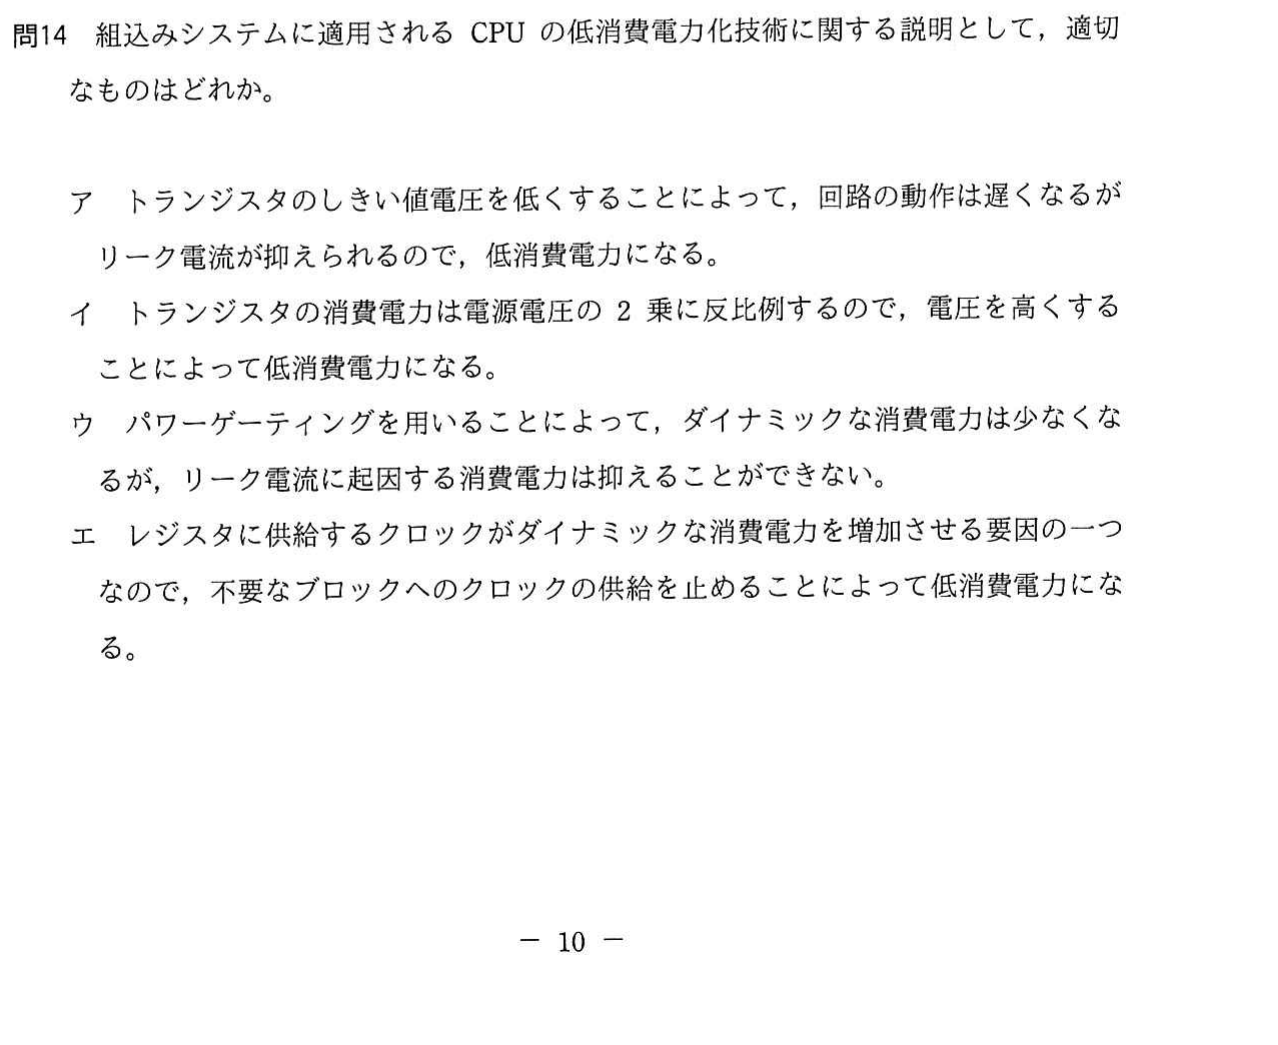 問14 組込みシステムに適用される CPU の低消費電力化技術に関する説明として，適切
なものはどれか。
ア トランジスタのしきい値電圧を低くすることによって，回路の動作は遅くなるが
リーク電流が抑えられるので，低消費電力になる。
イ トランジスタの消費電力は電源電圧の 2 乗に反比例するので，電圧を高くする
ことによって低消費電力になる。
ウ パワーゲーティングを用いることによって，ダイナミックな消費電力は少なくな
るが，リーク電流に起因する消費電力は抑えることができない。
エ レジスタに供給するクロックがダイナミックな消費電力を増加させる要因の一つ
なので，不要なブロックへのクロックの供給を止めることによって低消費電力にな
る。
－ 10 －